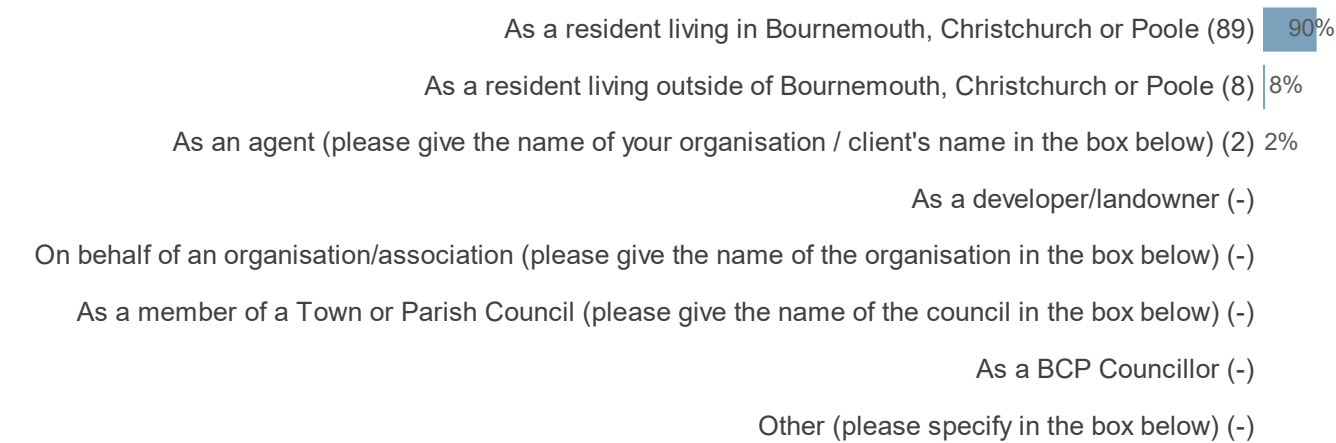 As a resident living in Bournemouth, Christchurch or Poole (89) 90%
As a resident living outside of Bournemouth, Christchurch or Poole (8) 8%
As an agent (please give the name of your organisation / client's name in the box below) (2) 2%
As a developer/landowner (-)
On behalf of an organisation/association (please give the name of the organisation in the box below) (-)
As a member of a Town or Parish Council (please give the name of the council in the box below) (-)
As a BCP Councillor (-)
Other (please specify in the box below) (-)